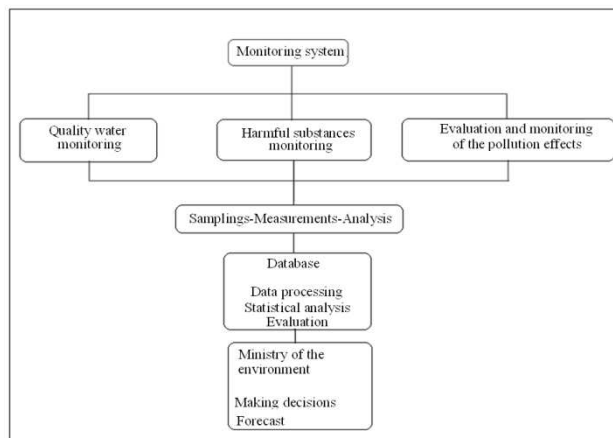 Monitoring system
Quality water
monitoring
Harmful substances
monitoring
Evaluation and monitoring
of the pollution effects
Samplings-Measurements-Analysis
Database
Data processing
Statistical analysis
Evaluation
Ministry of the
environment
Making decisions
Forecast